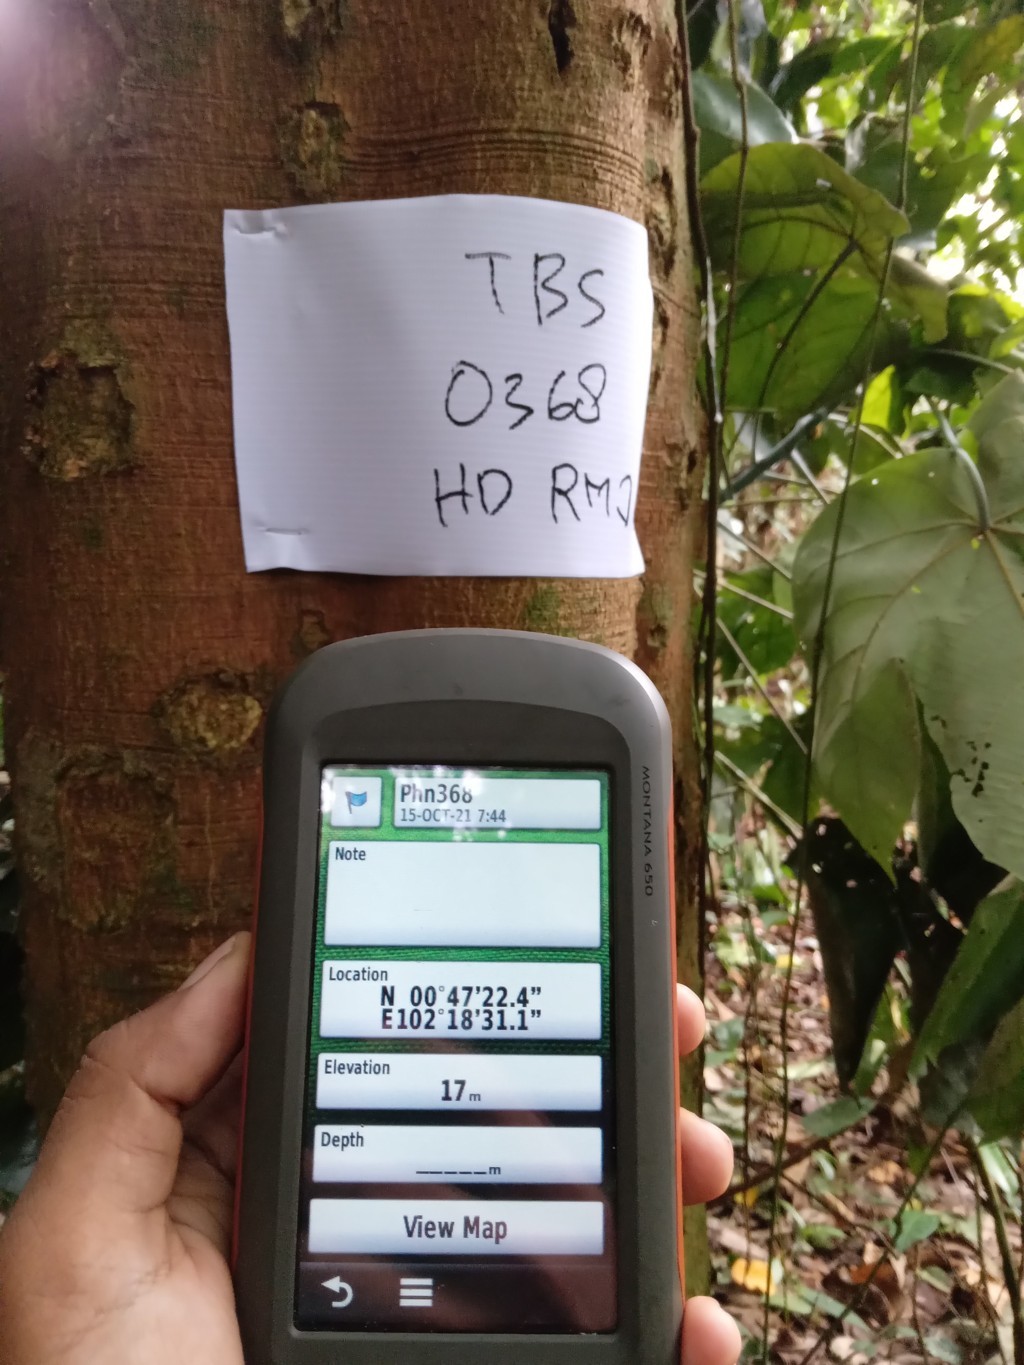 TBS
0368
HD RMJ
MONTANA 650
Phn368
15-OCT-21 7:44
Note
Location
N 00°47'22.4"
E102°18'31.1"
Elevation
17 m
Depth
_____m
View Map